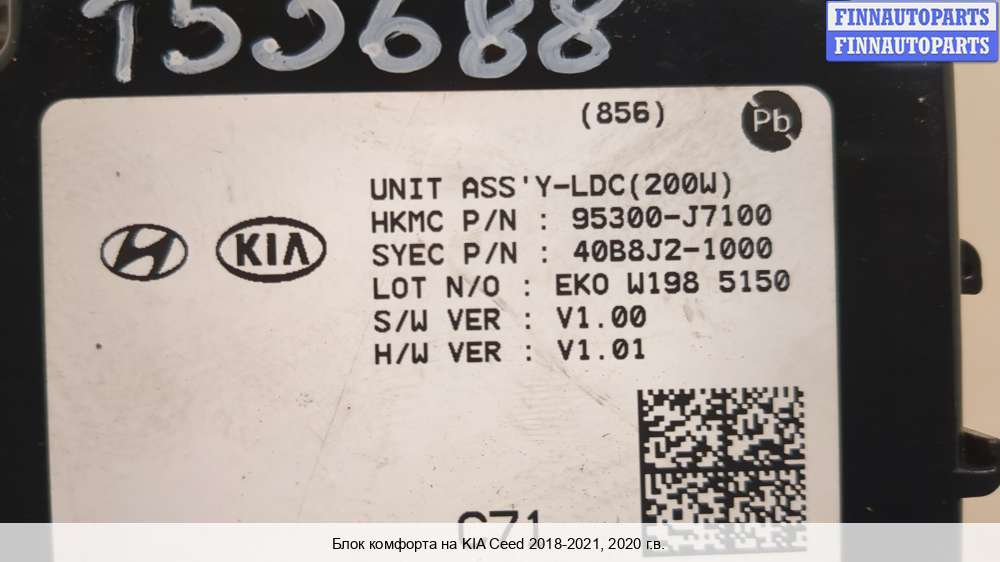 155688
FINNAUTOPARTS
FINNAUTOPARTS
(856)
Pb
UNIT ASS'Y-LDC(200W)
HKMC P/N : 95300-J7100
SYEC P/N : 40B8J2-1000
KIA
LOT N/O : EKO W198 5150
S/W VER : V1.00
H/W VER : V1.01
Блок комфорта на KIA Ceed 2018-2021, 2020 г.в.